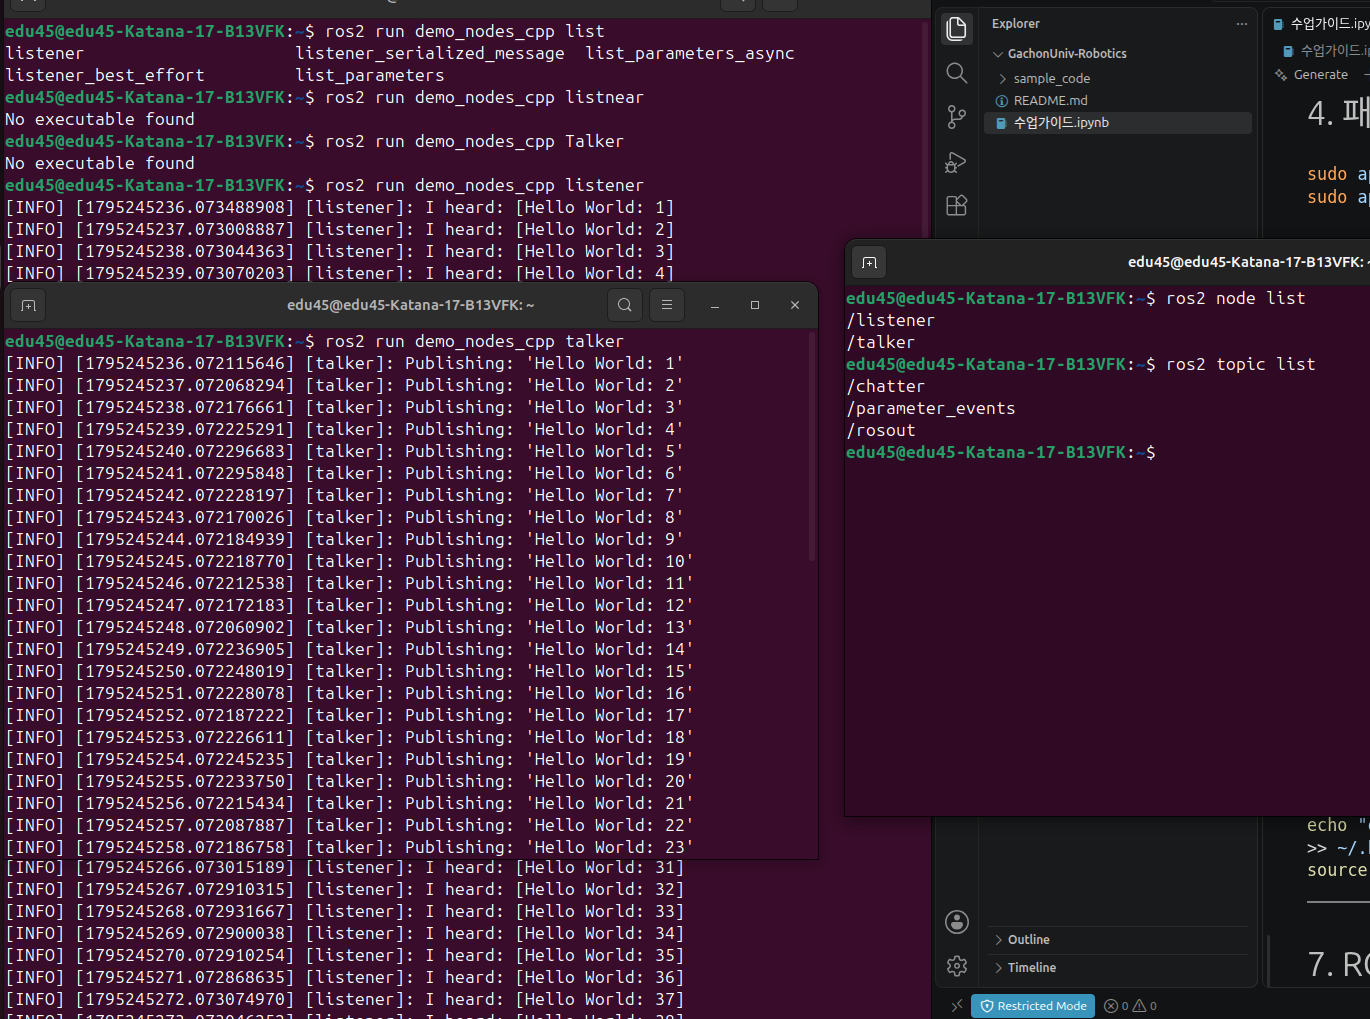 edu45@edu45-Katana-17-B13VFK:~$ ros2 run demo_nodes_cpp list
listener                     listener_serialized_message  list_parameters_async
listener_best_effort         list_parameters
edu45@edu45-Katana-17-B13VFK:~$ ros2 run demo_nodes_cpp listnear
No executable found
edu45@edu45-Katana-17-B13VFK:~$ ros2 run demo_nodes_cpp Talker
No executable found
edu45@edu45-Katana-17-B13VFK:~$ ros2 run demo_nodes_cpp listener
[INFO] [1795245236.073488908] [listener]: I heard: [Hello World: 1]
[INFO] [1795245237.073008887] [listener]: I heard: [Hello World: 2]
[INFO] [1795245238.073044363] [listener]: I heard: [Hello World: 3]
[INFO] [1795245239.073070203] [listener]: I heard: [Hello World: 4]
edu45@edu45-Katana-17-B13VFK: ~
edu45@edu45-Katana-17-B13VFK:~$ ros2 run demo_nodes_cpp talker
[INFO] [1795245236.072115646] [talker]: Publishing: 'Hello World: 1'
[INFO] [1795245237.072068294] [talker]: Publishing: 'Hello World: 2'
[INFO] [1795245238.072176661] [talker]: Publishing: 'Hello World: 3'
[INFO] [1795245239.072225291] [talker]: Publishing: 'Hello World: 4'
[INFO] [1795245240.072296683] [talker]: Publishing: 'Hello World: 5'
[INFO] [1795245241.072295848] [talker]: Publishing: 'Hello World: 6'
[INFO] [1795245242.072228197] [talker]: Publishing: 'Hello World: 7'
[INFO] [1795245243.072170026] [talker]: Publishing: 'Hello World: 8'
[INFO] [1795245244.072184939] [talker]: Publishing: 'Hello World: 9'
[INFO] [1795245245.072218770] [talker]: Publishing: 'Hello World: 10'
[INFO] [1795245246.072212538] [talker]: Publishing: 'Hello World: 11'
[INFO] [1795245247.072172183] [talker]: Publishing: 'Hello World: 12'
[INFO] [1795245248.072060902] [talker]: Publishing: 'Hello World: 13'
[INFO] [1795245249.072236905] [talker]: Publishing: 'Hello World: 14'
[INFO] [1795245250.072248019] [talker]: Publishing: 'Hello World: 15'
[INFO] [1795245251.072228078] [talker]: Publishing: 'Hello World: 16'
[INFO] [1795245252.072187222] [talker]: Publishing: 'Hello World: 17'
[INFO] [1795245253.072226611] [talker]: Publishing: 'Hello World: 18'
[INFO] [1795245254.072245235] [talker]: Publishing: 'Hello World: 19'
[INFO] [1795245255.072233750] [talker]: Publishing: 'Hello World: 20'
[INFO] [1795245256.072215434] [talker]: Publishing: 'Hello World: 21'
[INFO] [1795245257.072087887] [talker]: Publishing: 'Hello World: 22'
[INFO] [1795245258.072186758] [talker]: Publishing: 'Hello World: 23'
[INFO] [1795245266.073015189] [listener]: I heard: [Hello World: 31]
[INFO] [1795245267.072910315] [listener]: I heard: [Hello World: 32]
[INFO] [1795245268.072931667] [listener]: I heard: [Hello World: 33]
[INFO] [1795245269.072900038] [listener]: I heard: [Hello World: 34]
[INFO] [1795245270.072910254] [listener]: I heard: [Hello World: 35]
[INFO] [1795245271.072868635] [listener]: I heard: [Hello World: 36]
[INFO] [1795245272.073074970] [listener]: I heard: [Hello World: 37]
Explorer
GachonUniv-Robotics
sample_code
README.md
수업가이드.ipynb
수업가이드.ipy
수업가이드.i
Generate
4. 패
sudo a
sudo a
edu45@edu45-Katana-17-B13VFK:
edu45@edu45-Katana-17-B13VFK:~$ ros2 node list
/listener
/talker
edu45@edu45-Katana-17-B13VFK:~$ ros2 topic list
/chatter
/parameter_events
/rosout
edu45@edu45-Katana-17-B13VFK:~$
echo "
>> ~/.
source
7. RO
Outline
Timeline
Restricted Mode
0
0